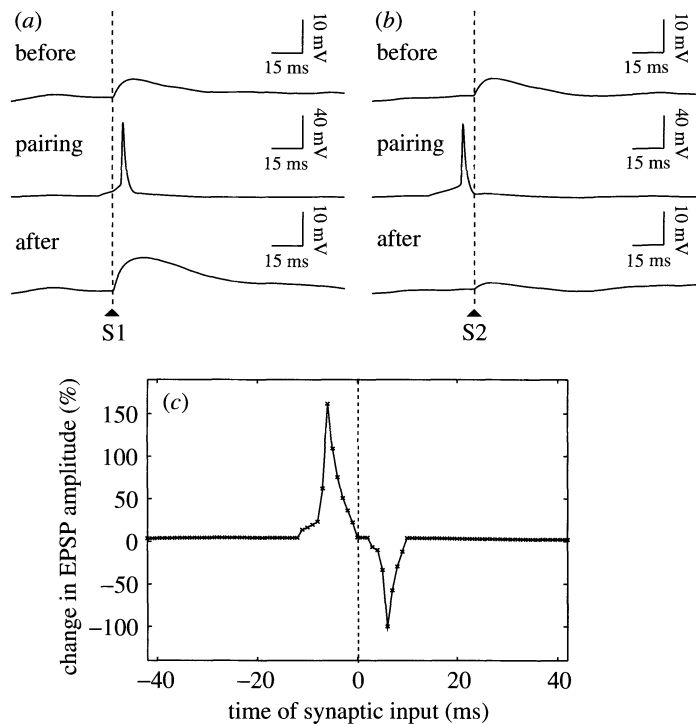 (a)
before
10 mV
15 ms
pairing
40 mV
15 ms
after
10 mV
15 ms
S1
(b)
before
10 mV
15 ms
pairing
40 mV
15 ms
after
10 mV
15 ms
S2
(c)
change in EPSP amplitude (%)
150
100
50
0
−50
−100
−40
−20
0
20
40
time of synaptic input (ms)